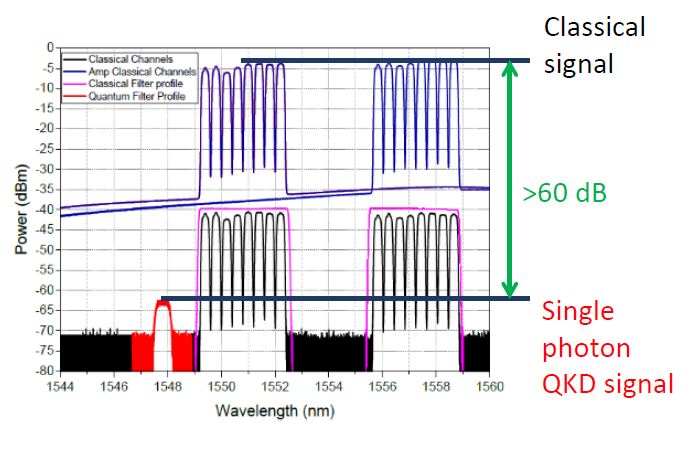 Classical
signal
0
-5
-10
-15
-20
-25
-30
-35
-40
-45
-50
-55
-60
-65
-70
-75
-80
Power (dBm)
Classical Channels
Amp Classical Channels
Classical Filter profile
Quantum Filter Profile
>60 dB
Single
photon
QKD signal
1544 1546 1548 1550 1552 1554 1556 1558 1560
Wavelength (nm)